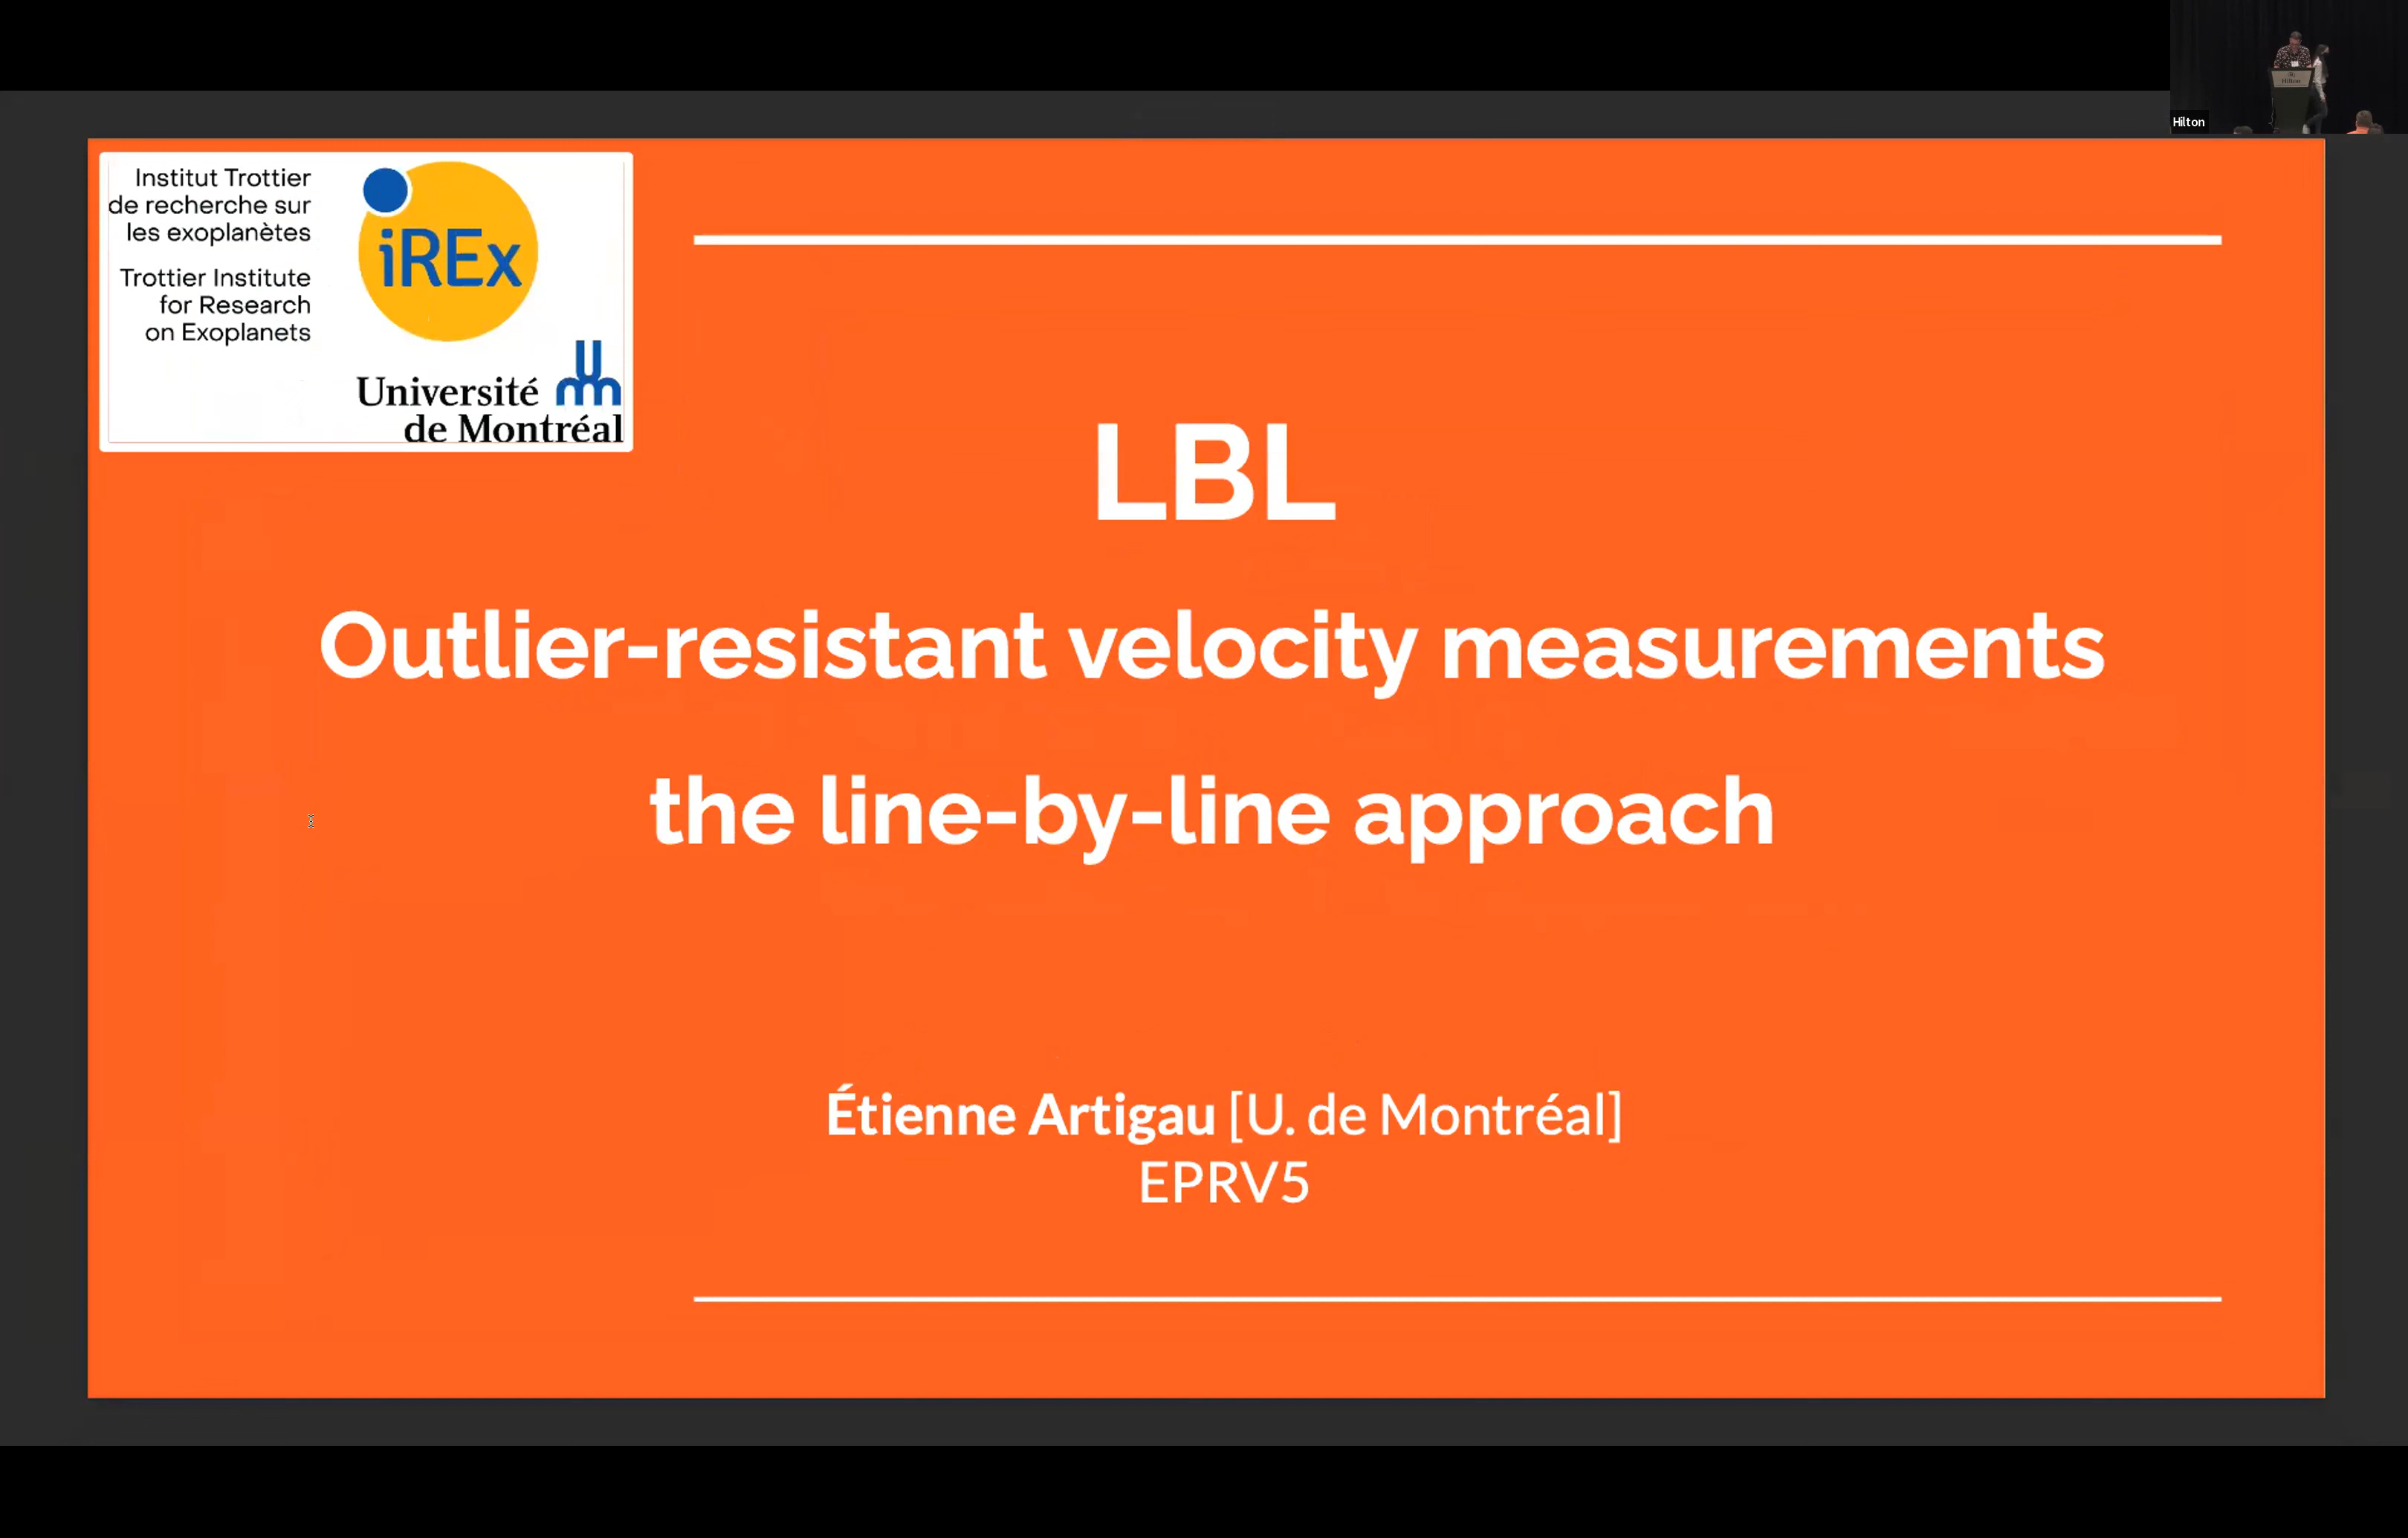 Hilton
Hilton
Institut Trottier
de recherche sur
les exoplanètes
Trottier Institute
for Research
on Exoplanets
iREx
Université
de Montréal
LBL
Outlier-resistant velocity measurements
the line-by-line approach
Étienne Artigau [U. de Montréal]
EPRV5